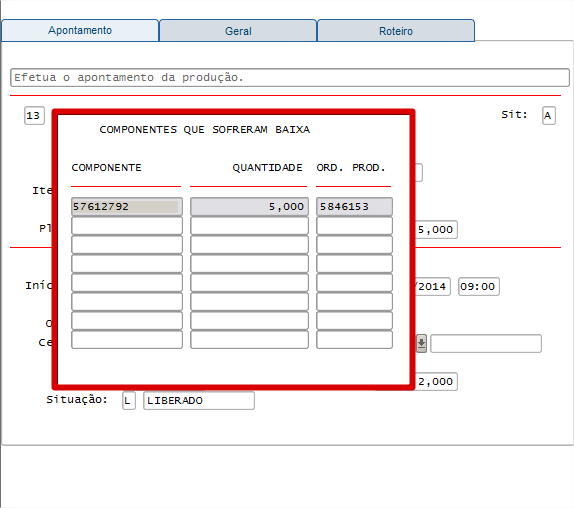 Apontamento Geral Roteiro
Efetua o apontamento da produção.
13 Sit: A
COMPONENTES QUE SOFRERAM BAIXA
COMPONENTE QUANTIDADE ORD. PROD.
Ite
57612792 5,000 5846153
Pl 5,000
Iníc /2014 09:00
O
Ce
2,000
Situação: L LIBERADO